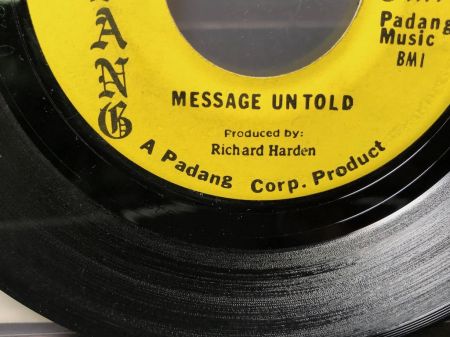 ANG
Padang
Music
BMI
MESSAGE UNTOLD
Produced by:
Richard Harden
A Padang Corp. Product